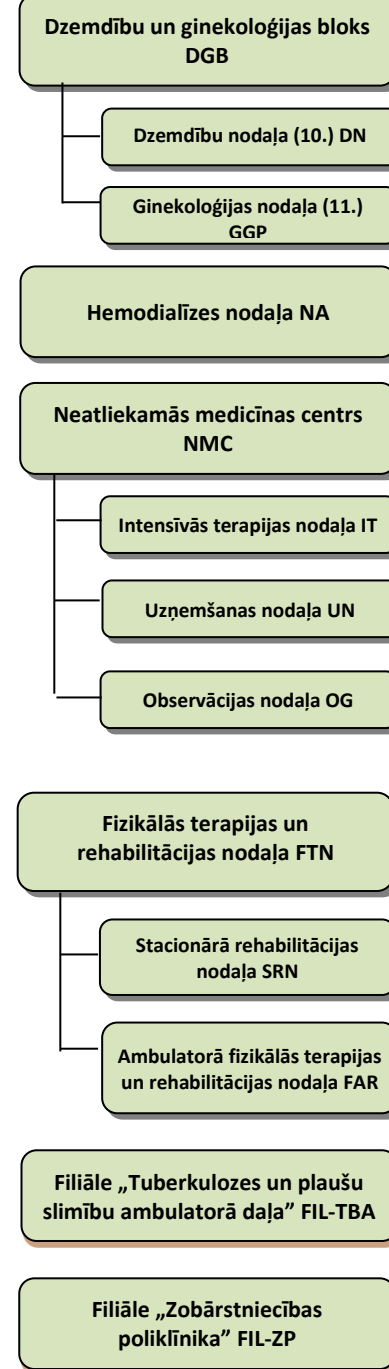 Dzemdību un ginekoloģijas bloks
DGB
Dzemdību nodaļa (10.) DN
Ginekoloģijas nodaļa (11.)
GGP
Hemodialīzes nodaļa NA
Neatliekamās medicīnas centrs
NMC
Intensīvās terapijas nodaļa IT
Uzņemšanas nodaļa UN
Observācijas nodaļa OG
Fizikālās terapijas un
rehabilitācijas nodaļa FTN
Stacionārā rehabilitācijas
nodaļa SRN
Ambulatorā fizikālās terapijas
un rehabilitācijas nodaļa FAR
Filiāle „Tuberkulozes un plaušu
slimību ambulatorā daļa” FIL-TBA
Filiāle „Zobārstniecības
poliklīnika” FIL-ZP